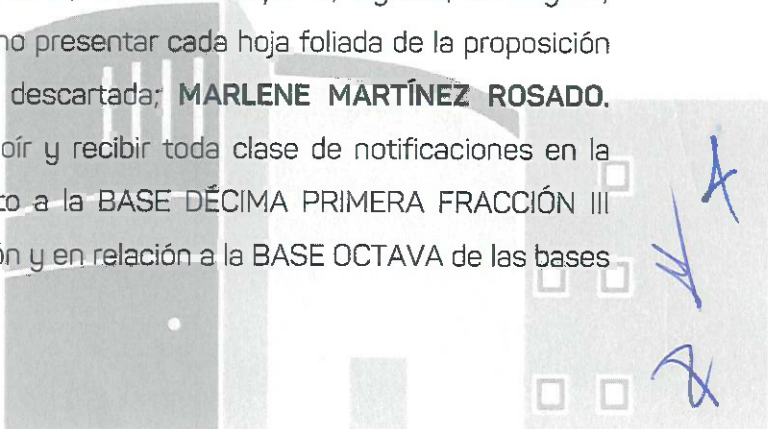 no presentar cada hoja foliada de la proposición
descartada; MARLENE MARTÍNEZ ROSADO.
oír y recibir toda clase de notificaciones en la
to a la BASE DÉCIMA PRIMERA FRACCIÓN III
ón y en relación a la BASE OCTAVA de las bases